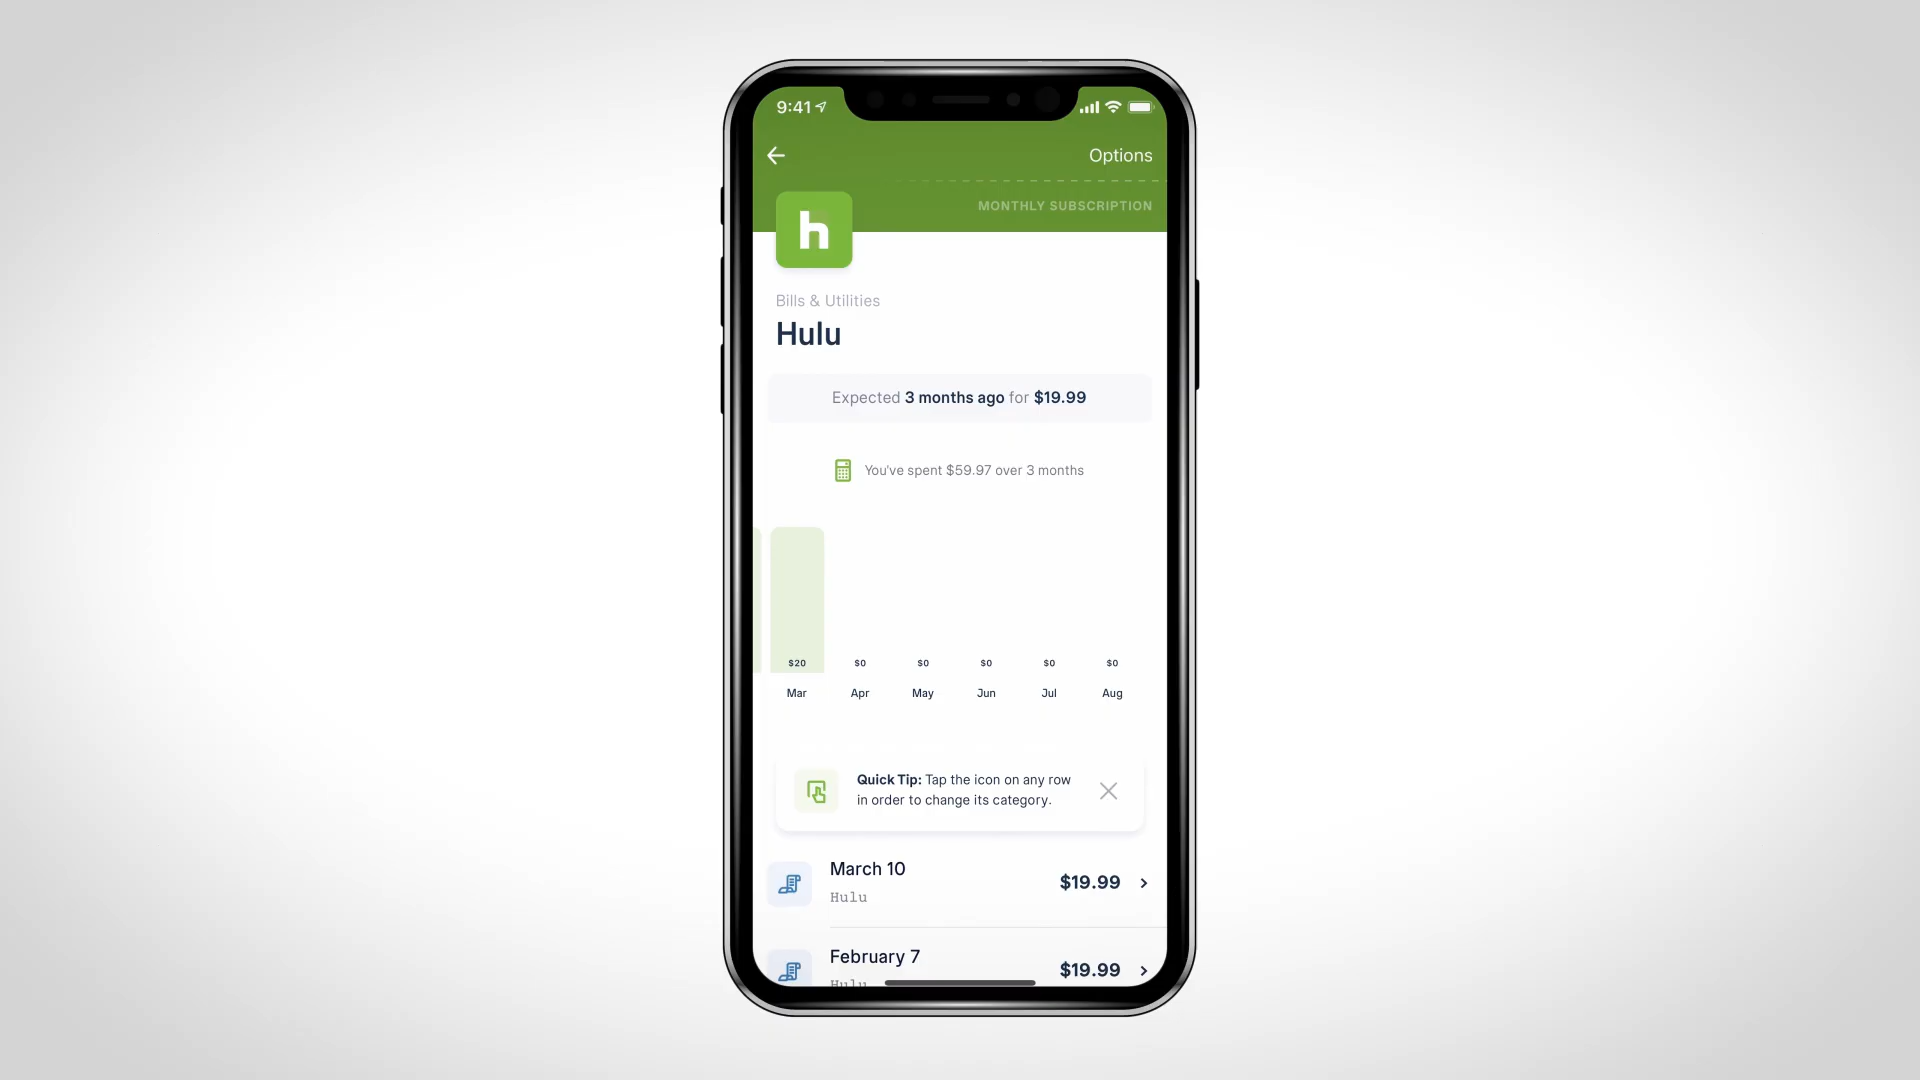 9:41
Options
MONTHLY SUBSCRIPTION
h
Bills & Utilities
Hulu
Expected 3 months ago for $19.99
You've spent $59.97 over 3 months
$20 $0 $0 $0 $0 $0
Mar Apr May Jun Jul Aug
Quick Tip: Tap the icon on any row
in order to change its category.
March 10
$19.99
Hulu
February 7
$19.99
Hulu